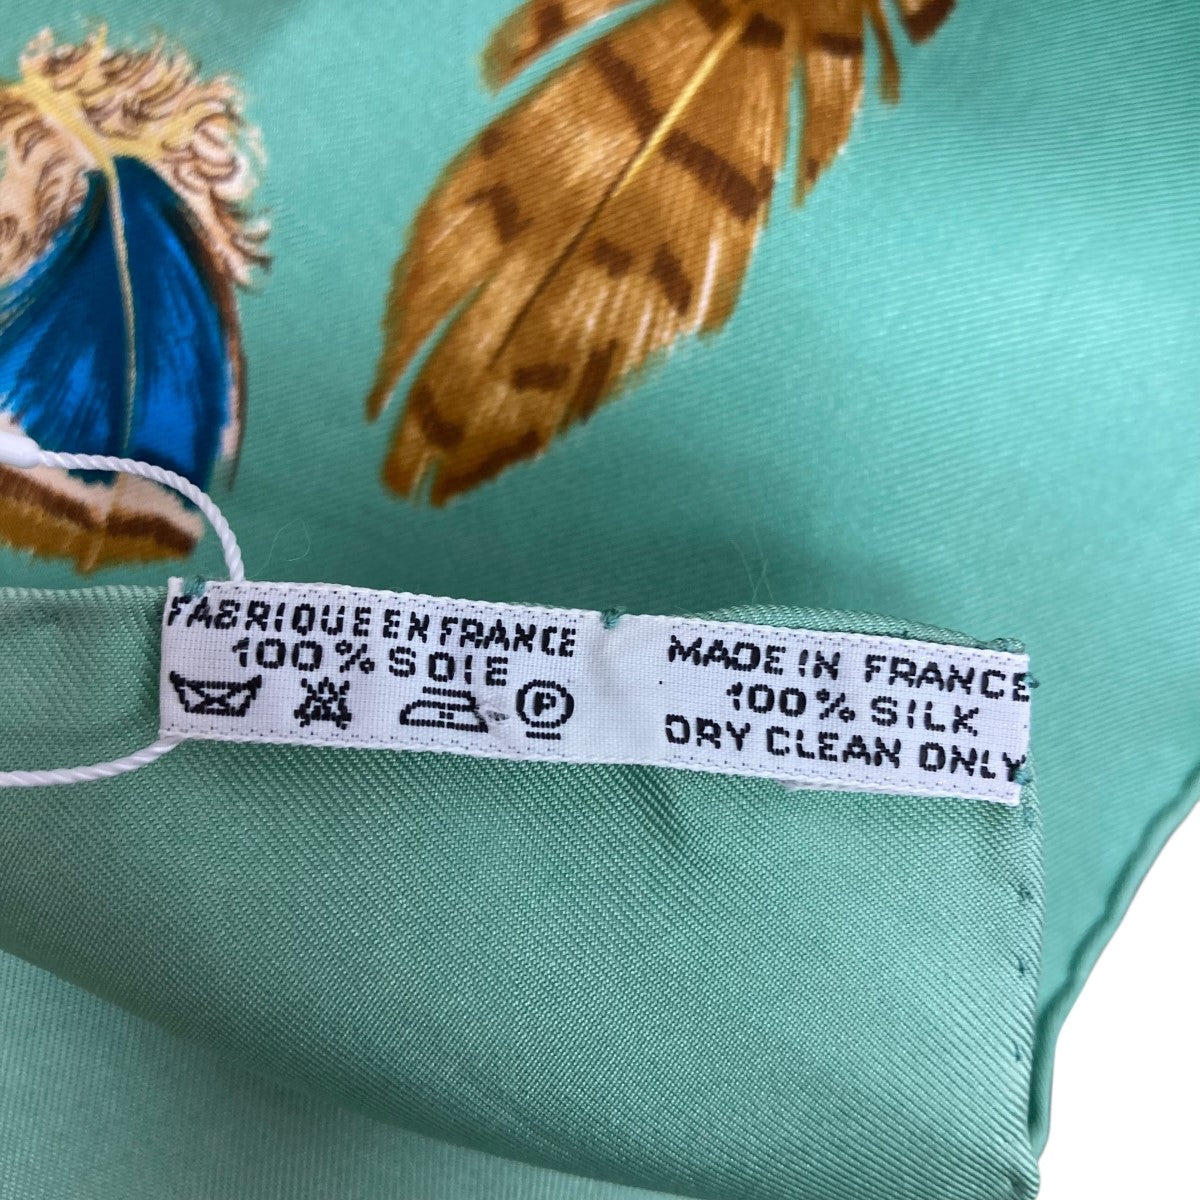 FABRIQUE EN FRANCE
100% SOIE
P
MADE IN FRANCE
100% SILK
DRY CLEAN ONLY